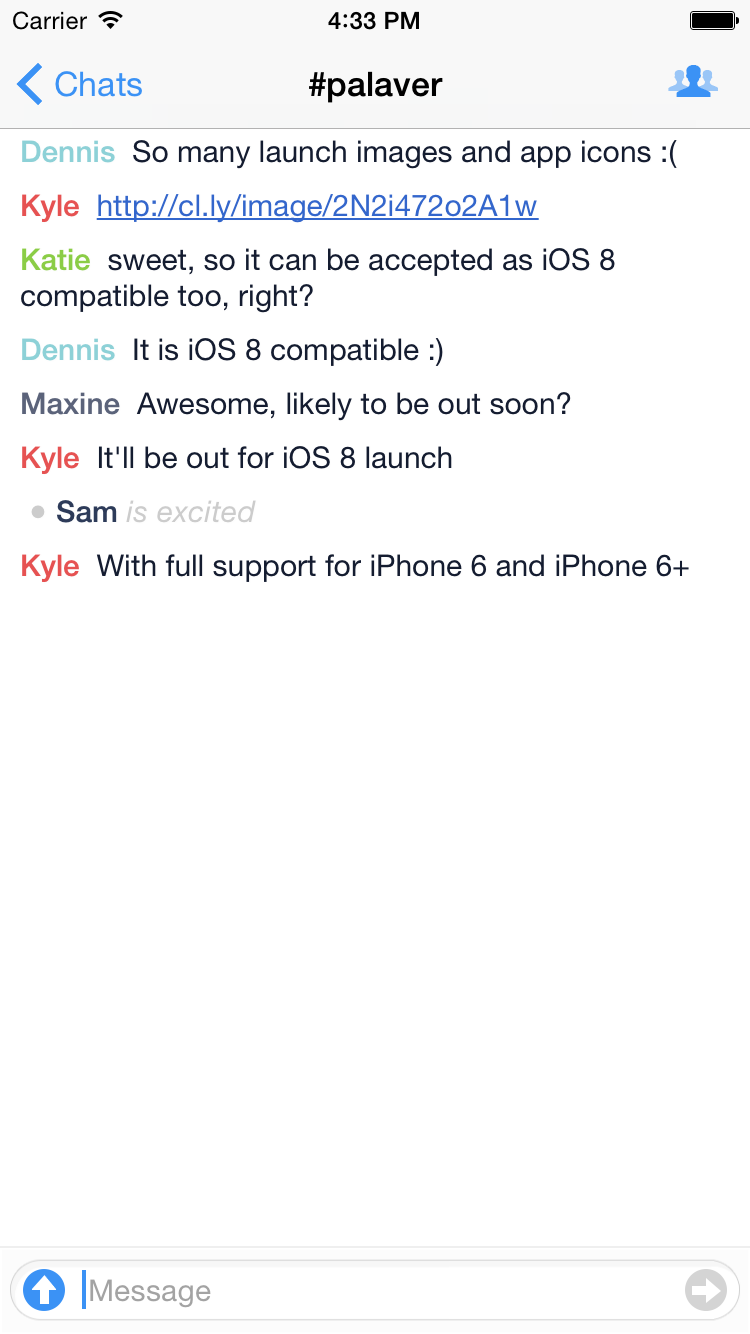 Carrier 4:33 PM
Chats #palaver
Dennis So many launch images and app icons :(
Kyle http://cl.ly/image/2N2i472o2A1w
Katie sweet, so it can be accepted as iOS 8
compatible too, right?
Dennis It is iOS 8 compatible :)
Maxine Awesome, likely to be out soon?
Kyle It'll be out for iOS 8 launch
Sam is excited
Kyle With full support for iPhone 6 and iPhone 6+
Message